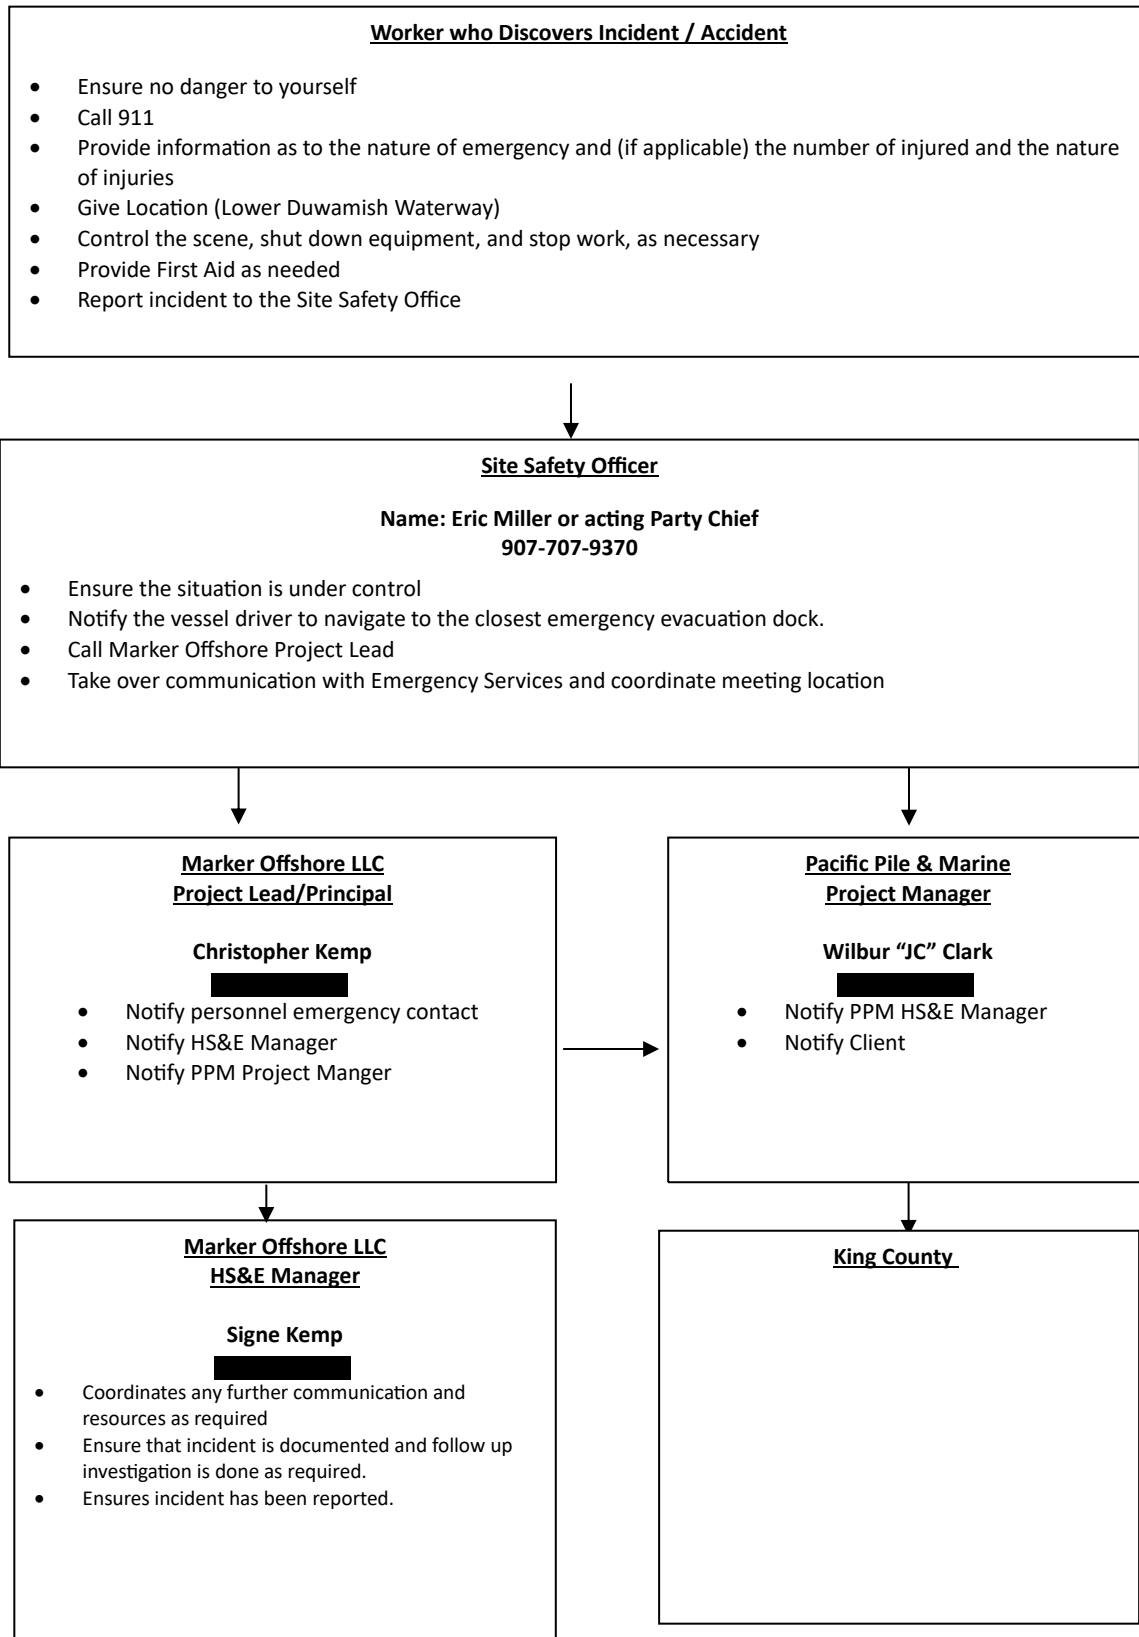 Worker who Discovers Incident / Accident
• Ensure no danger to yourself
• Call 911
• Provide information as to the nature of emergency and (if applicable) the number of injured and the nature
of injuries
• Give Location (Lower Duwamish Waterway)
• Control the scene, shut down equipment, and stop work, as necessary
• Provide First Aid as needed
• Report incident to the Site Safety Office
Site Safety Officer
Name: Eric Miller or acting Party Chief
907-707-9370
• Ensure the situation is under control
• Notify the vessel driver to navigate to the closest emergency evacuation dock.
• Call Marker Offshore Project Lead
• Take over communication with Emergency Services and coordinate meeting location
Marker Offshore LLC
Project Lead/Principal
Christopher Kemp
• Notify personnel emergency contact
• Notify HS&E Manager
• Notify PPM Project Manger
Pacific Pile & Marine
Project Manager
Wilbur “JC” Clark
• Notify PPM HS&E Manager
• Notify Client
Marker Offshore LLC
HS&E Manager
Signe Kemp
• Coordinates any further communication and
resources as required
• Ensure that incident is documented and follow up
investigation is done as required.
• Ensures incident has been reported.
King County